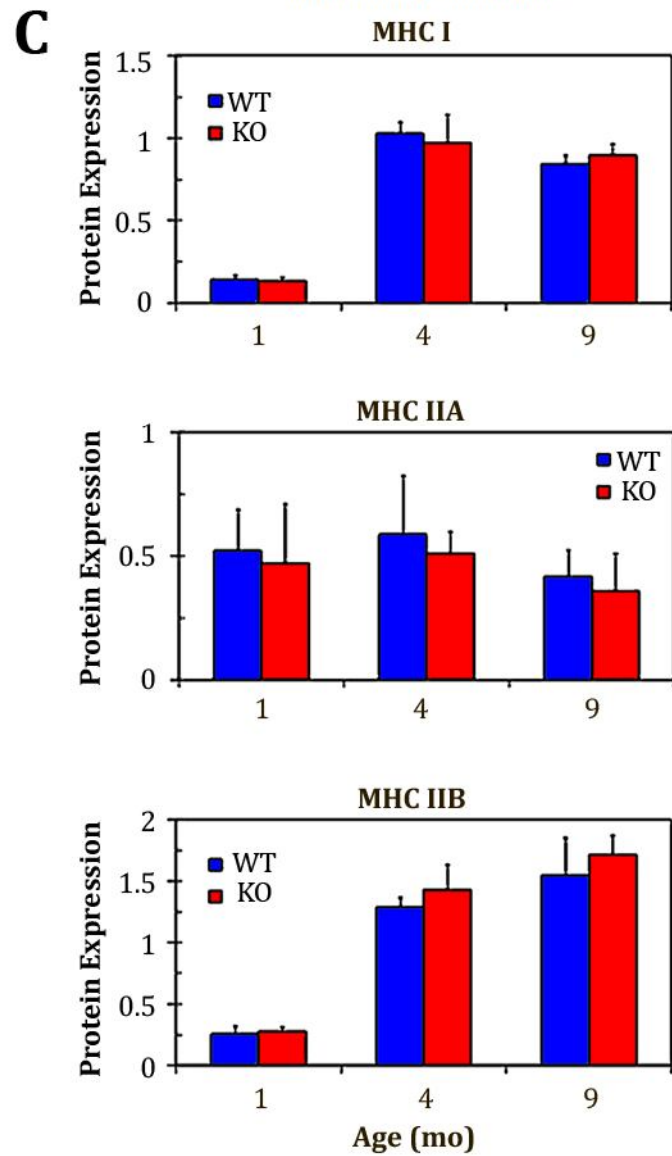 C
MHC I
Protein Expression
1.5
1
0.5
0
WT
KO
1 4 9
MHC IIA
Protein Expression
1
0.5
0
WT
KO
1 4 9
MHC IIB
Protein Expression
2
1.5
1
0.5
0
WT
KO
1 4 9
Age (mo)